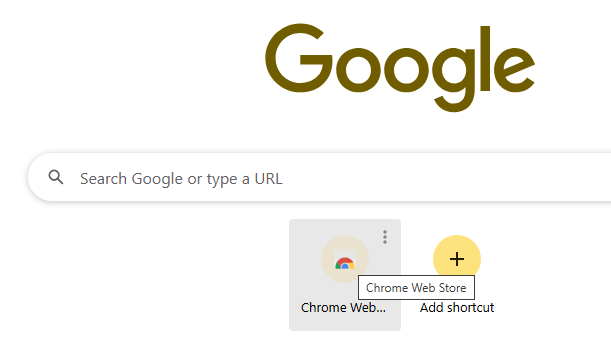 Google
Search Google or type a URL
Chrome Web Store
Chrome Web...
Add shortcut